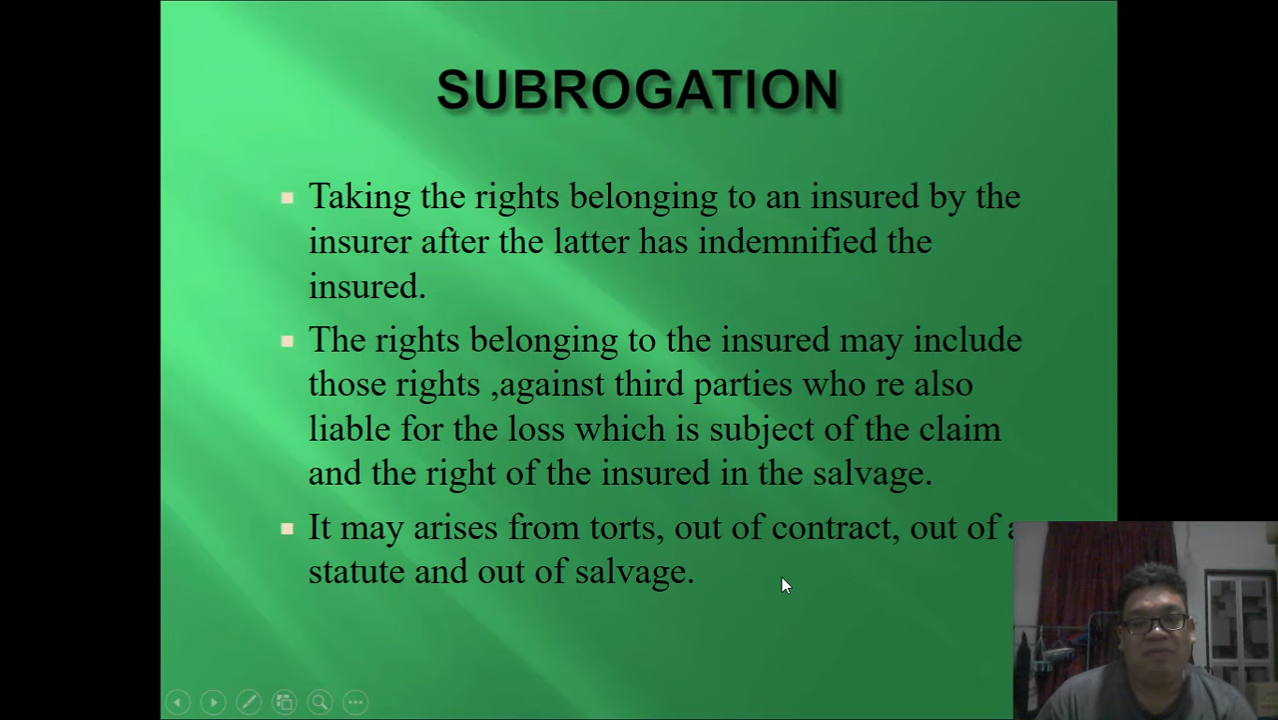 SUBROGATION
Taking the rights belonging to an insured by the
insurer after the latter has indemnified the
insured.
The rights belonging to the insured may include
those rights ,against third parties who re also
liable for the loss which is subject of the claim
and the right of the insured in the salvage.
It may arises from torts, out of contract, out of a
statute and out of salvage.